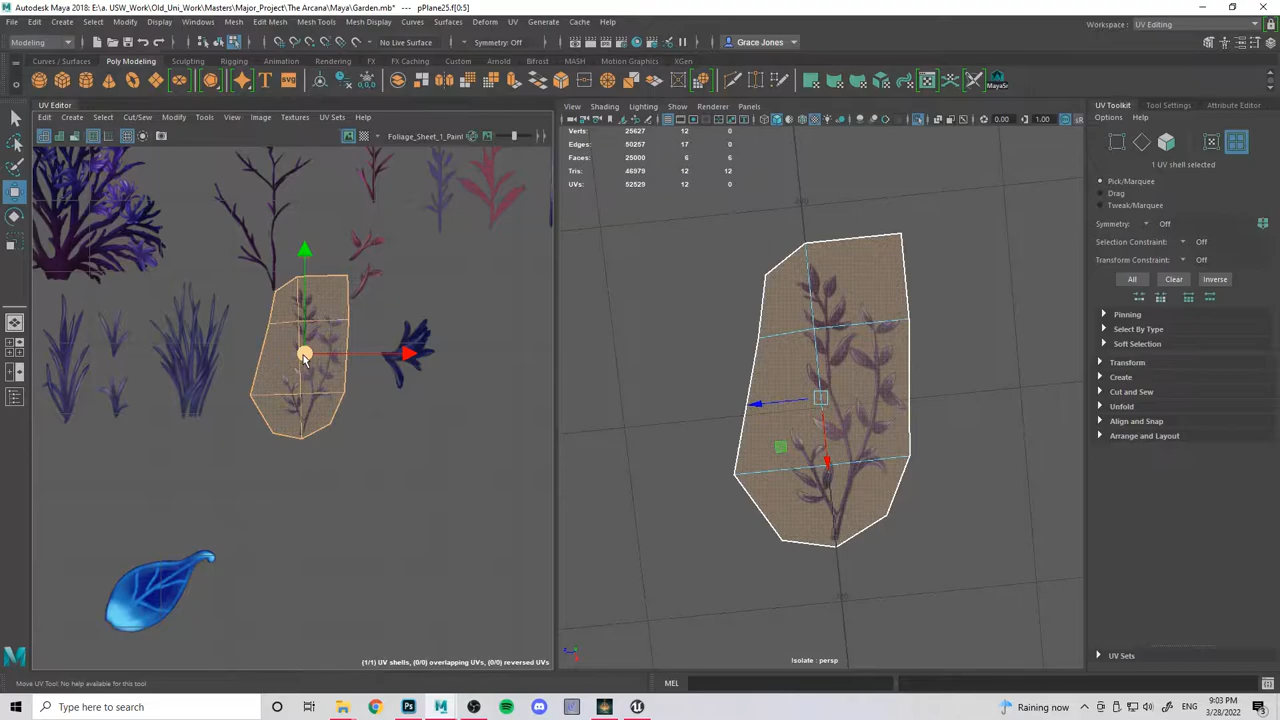 Autodesk Maya 2018: E:\a. USW_Work\Old_Uni_Work\Masters\Major_Project\The Arcana\Maya\Garden.mb* --- pPlane25.f[0:5]
File Edit Create Select Modify Display Windows Mesh Edit Mesh Mesh Tools Mesh Display Curves Surfaces Deform UV Generate Cache Help
Workspace : UV Editing
Modeling No Live Surface Symmetry: Off Grace Jones
Curves / Surfaces Poly Modeling Sculpting Rigging Animation Rendering FX FX Caching Custom Arnold Bifrost MASH Motion Graphics XGen
UV Editor
Edit Create Select Cut/Sew Modify Tools View Image Textures UV Sets Help
Foliage_Sheet_1_Paint
View Shading Lighting Show Renderer Panels
0.00 1.00
Verts: 25627 12 0
Edges: 50257 17 0
Faces: 25000 6 6
Tris: 46979 12 12
UVs: 52529 12 0
(1/1) UV shells, (0/0) overlapping UVs, (0/0) reversed UVs
Isolate : persp
UV Toolkit Tool Settings Attribute Editor
Options Help
1 UV shell selected
Pick/Marquee
Drag
Tweak/Marquee
Symmetry: Off
Selection Constraint: Off
Transform Constraint: Off
All Clear Inverse
Pinning
Select By Type
Soft Selection
Transform
Create
Cut and Sew
Unfold
Align and Snap
Arrange and Layout
UV Sets
Move UV Tool: No help available for this tool
MEL
Type here to search
Raining now
9:03 PM
3/28/2022